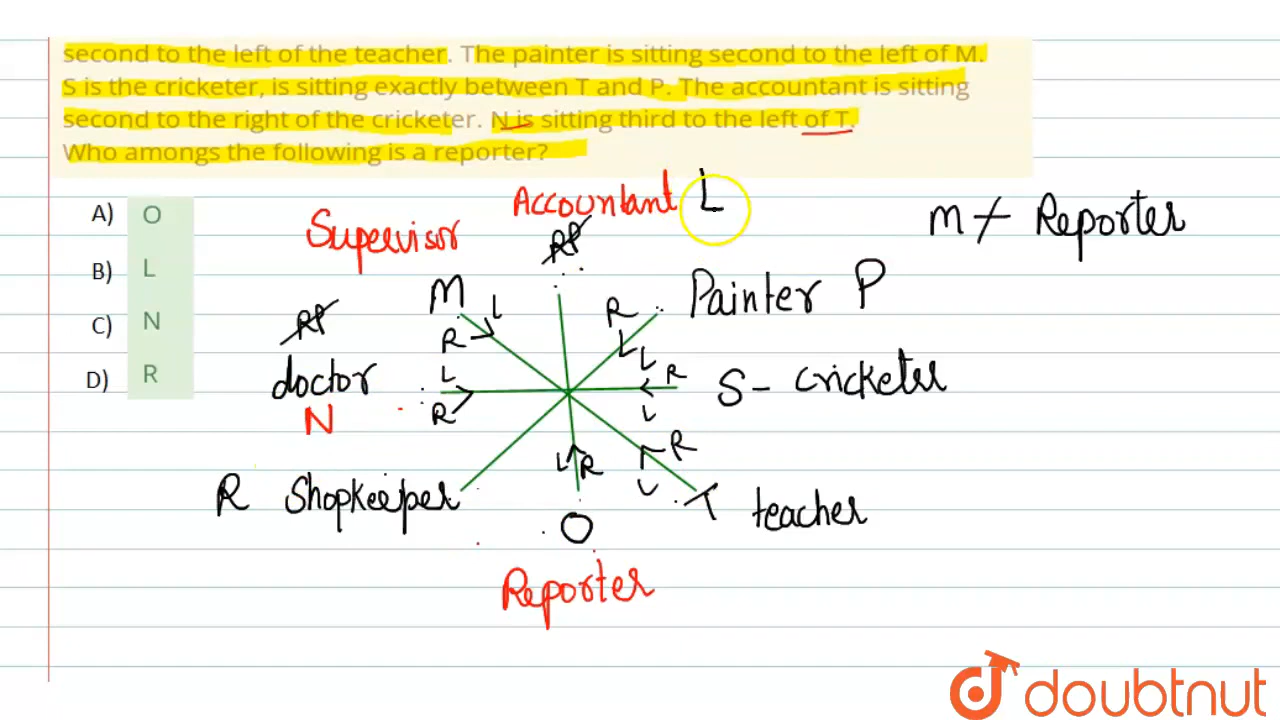 second to the left of the teacher. The painter is sitting second to the left of M.
S is the cricketer, is sitting exactly between T and P. The accountant is sitting
second to the right of the cricketer. N is sitting third to the left of T.
Who amongs the following is a reporter?
A) O
B) L
C) N
D) R
Accountant L
Supervisor
RP
M + Reporter
M L
R
Painter P
RP
R
L
doctor
L
R
L
R
S - cricketer
L
N
R
R Shopkeeper
L R
L
T teacher
O
Reporter
doubtnut